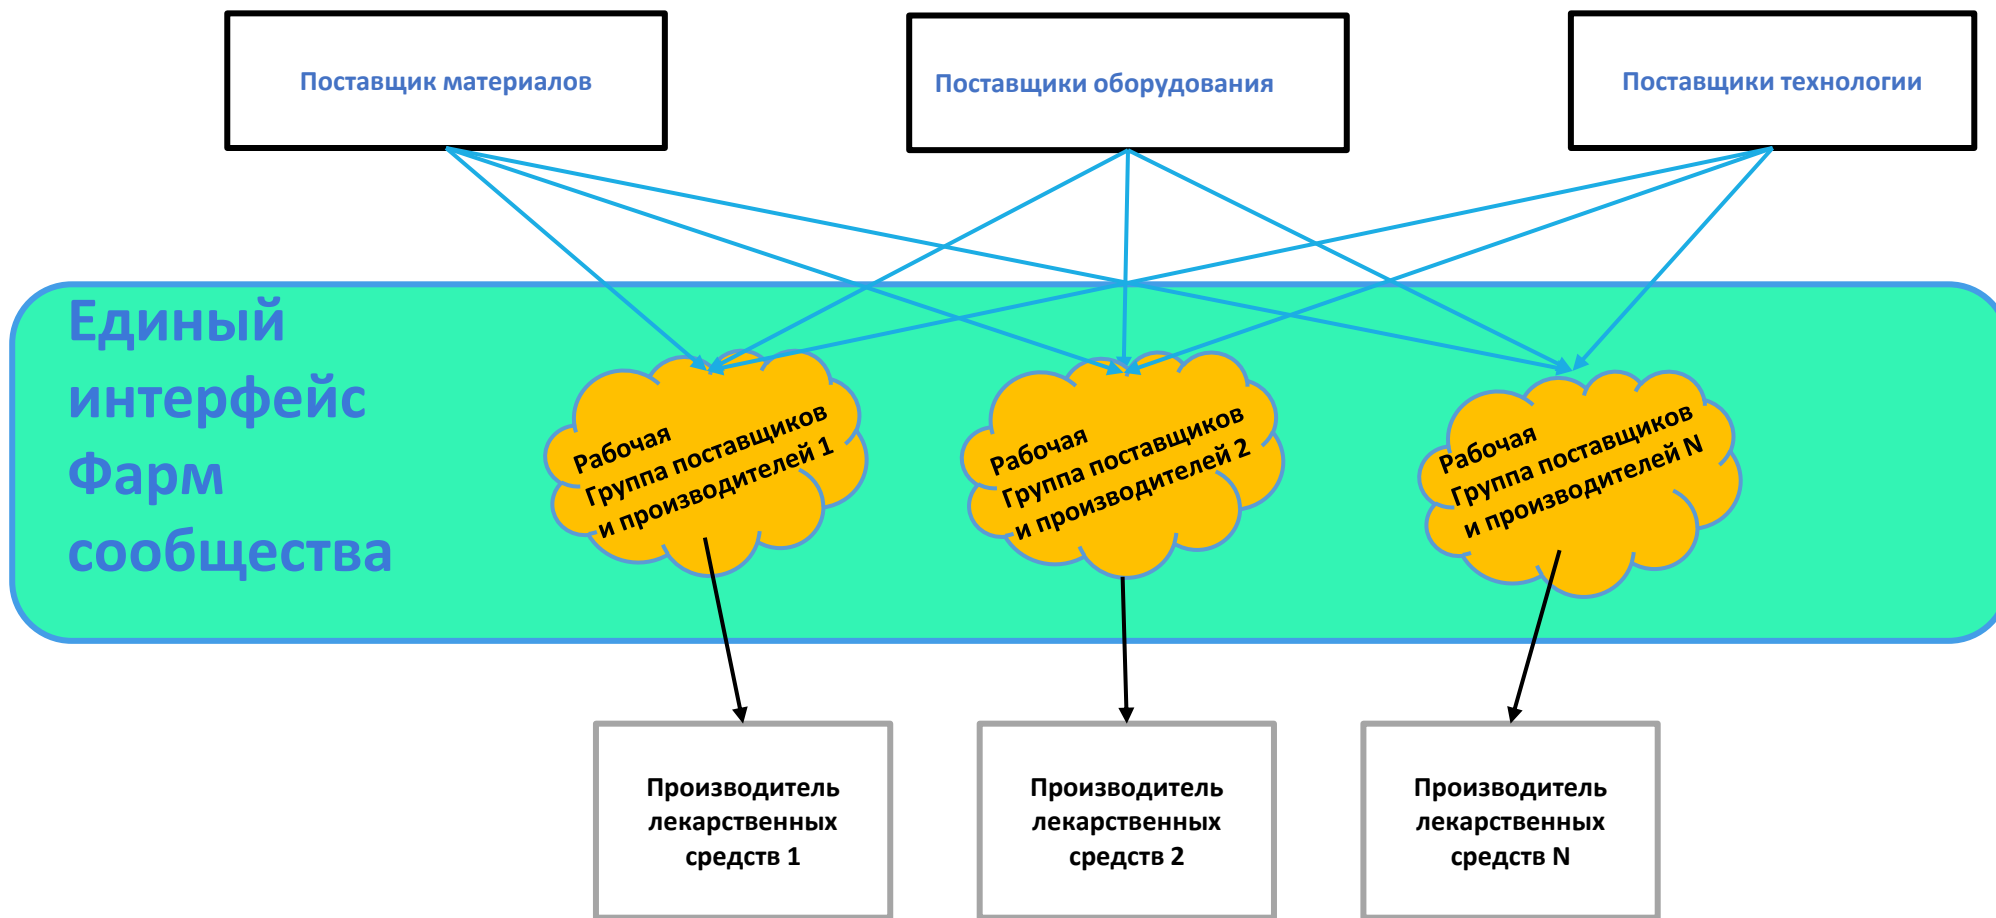 Поставщик материалов
Поставщики оборудования
Поставщики технологии
Единый
интерфейс
Фарм
сообщества
Рабочая
Группа поставщиков
и производителей 1
Рабочая
Группа поставщиков
и производителей 2
Рабочая
Группа поставщиков
и производителей N
Производитель
лекарственных
средств 1
Производитель
лекарственных
средств 2
Производитель
лекарственных
средств N